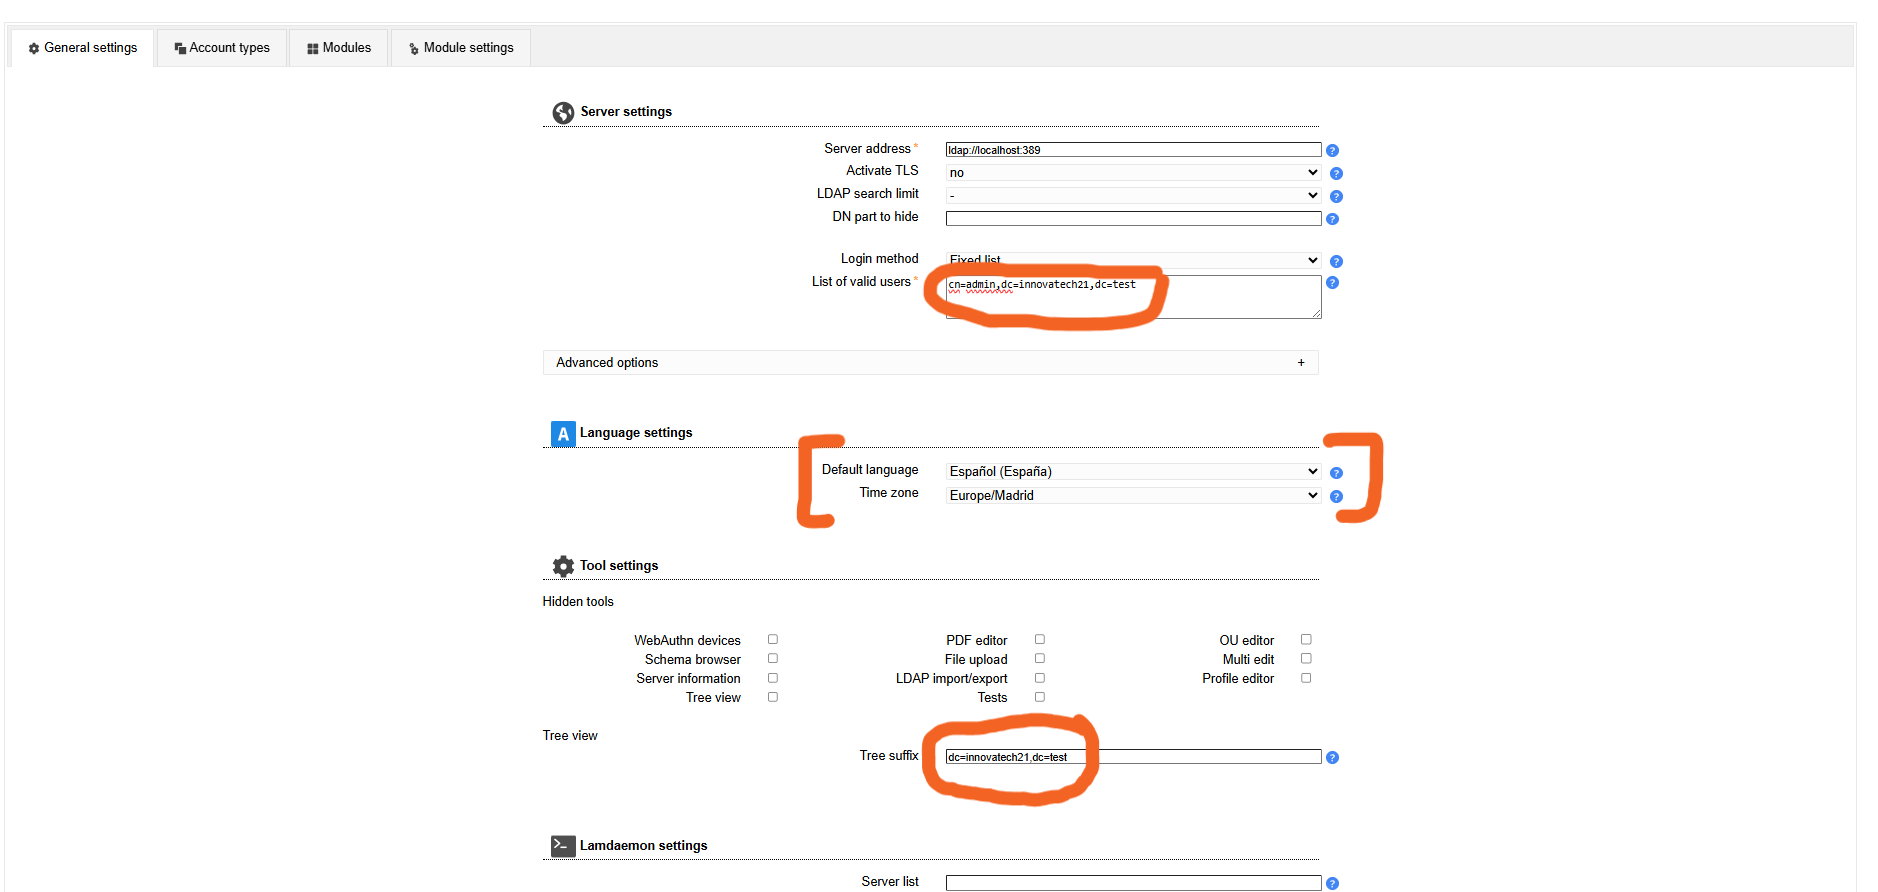 General settings Account types Modules Module settings
Server settings
Server address* ldap://localhost:389 ?
Activate TLS no ?
LDAP search limit - ?
DN part to hide ?
Login method Fixed list ?
List of valid users* cn=admin,dc=innovatech21,dc=test ?
Advanced options +
A Language settings
Default language Español (España) ?
Time zone Europe/Madrid ?
Tool settings
Hidden tools
WebAuthn devices PDF editor OU editor
Schema browser File upload Multi edit
Server information LDAP import/export Profile editor
Tree view Tests
Tree view
Tree suffix dc=innovatech21,dc=test ?
Lamdaemon settings
Server list ?